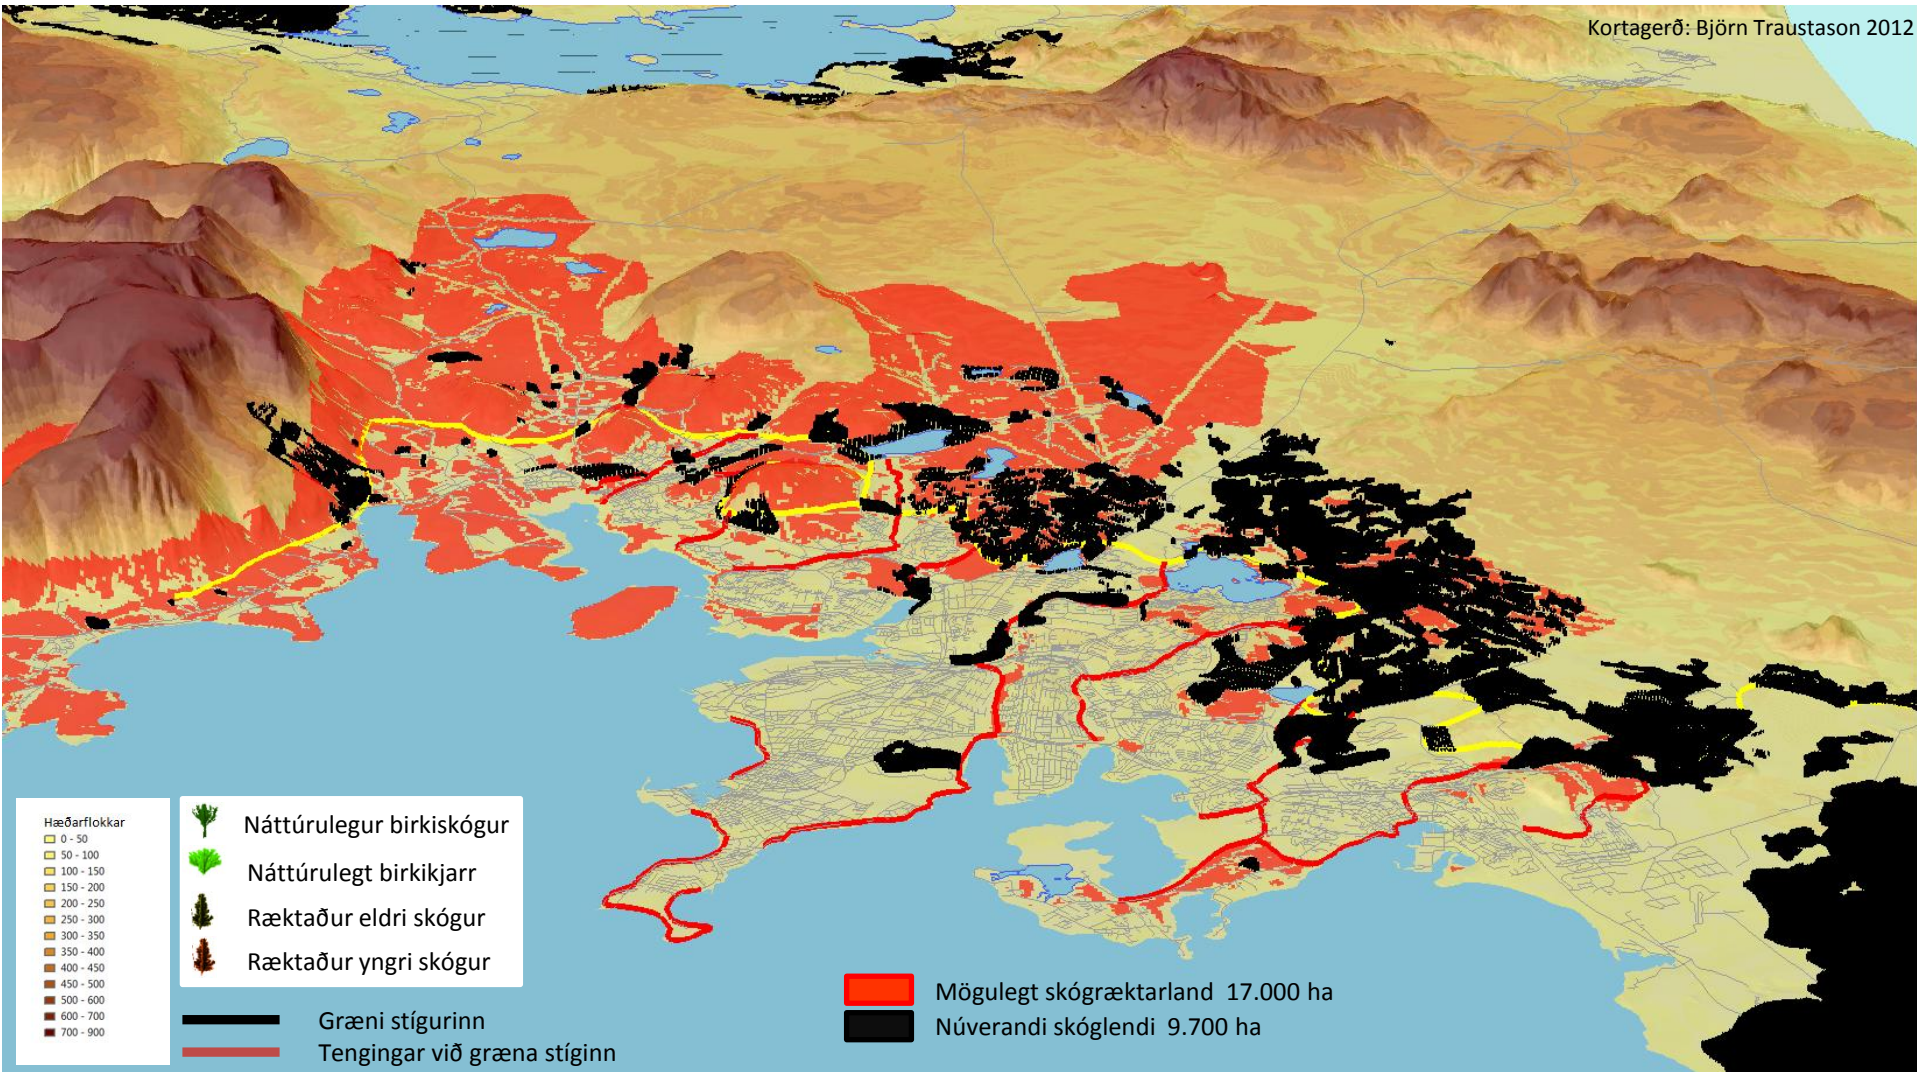 Kortagerð: Björn Traustason 2012
Hæðarflokkar
0 - 50
50 - 100
100 - 150
150 - 200
200 - 250
250 - 300
300 - 350
350 - 400
400 - 450
450 - 500
500 - 600
600 - 700
700 - 900
Náttúrulegur birkiskógur
Náttúrulegt birkikjarr
Ræktaður eldri skógur
Ræktaður yngri skógur
Græni stígurinn
Tengingar við græna stíginn
Mögulegt skógræktarland 17.000 ha
Núverandi skóglendi 9.700 ha